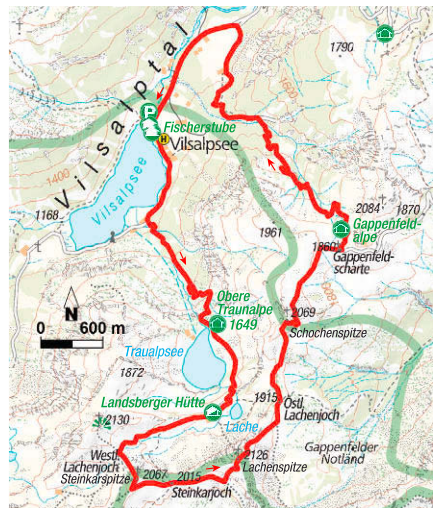 Vilsalptal
1790
1650
P
Fischerstube
H
Vilsalpsee
1400
Vilsalpsee
1168
2084
1870
Gappenfeld-
alpe
1961
1860
Gappenfeld-
scharte
Obere
Traunalpe
1649
N
0 600 m
2069
Schochenspitze
Traualpsee
1872
Landsberger Hütte
1915
Östl.
Lachenjoch
Lache
2130
Westl.
Lachenjoch
Steinkarspitze
2126
Lachenspitze
Gappenfelder
Notländ
2067
2015
Steinkarjoch